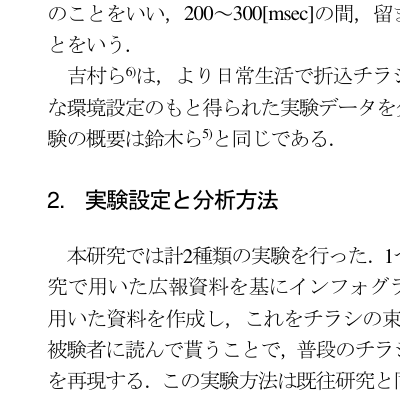 のことをいい，200～300[msec]の間，留
とをいう．
吉村ら6)は，より日常生活で折込チラシ
な環境設定のもと得られた実験データを
験の概要は鈴木ら5)と同じである．
2. 実験設定と分析方法
本研究では計2種類の実験を行った．1
究で用いた広報資料を基にインフォグラ
用いた資料を作成し，これをチラシの束
被験者に読んで貰うことで，普段のチラシ
を再現する．この実験方法は既往研究と